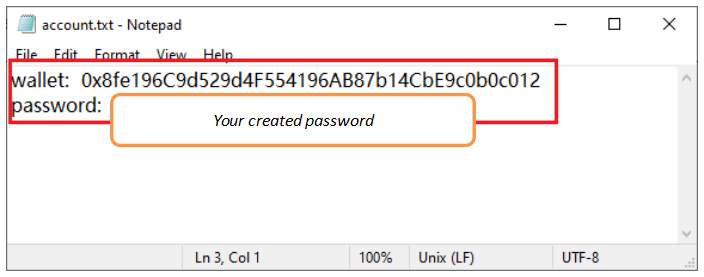 account.txt - Notepad
File Edit Format View Help
wallet: 0x8fe196C9d529d4F554196AB87b14CbE9c0b0c012
password:
Your created password
Ln 3, Col 1 100% Unix (LF) UTF-8